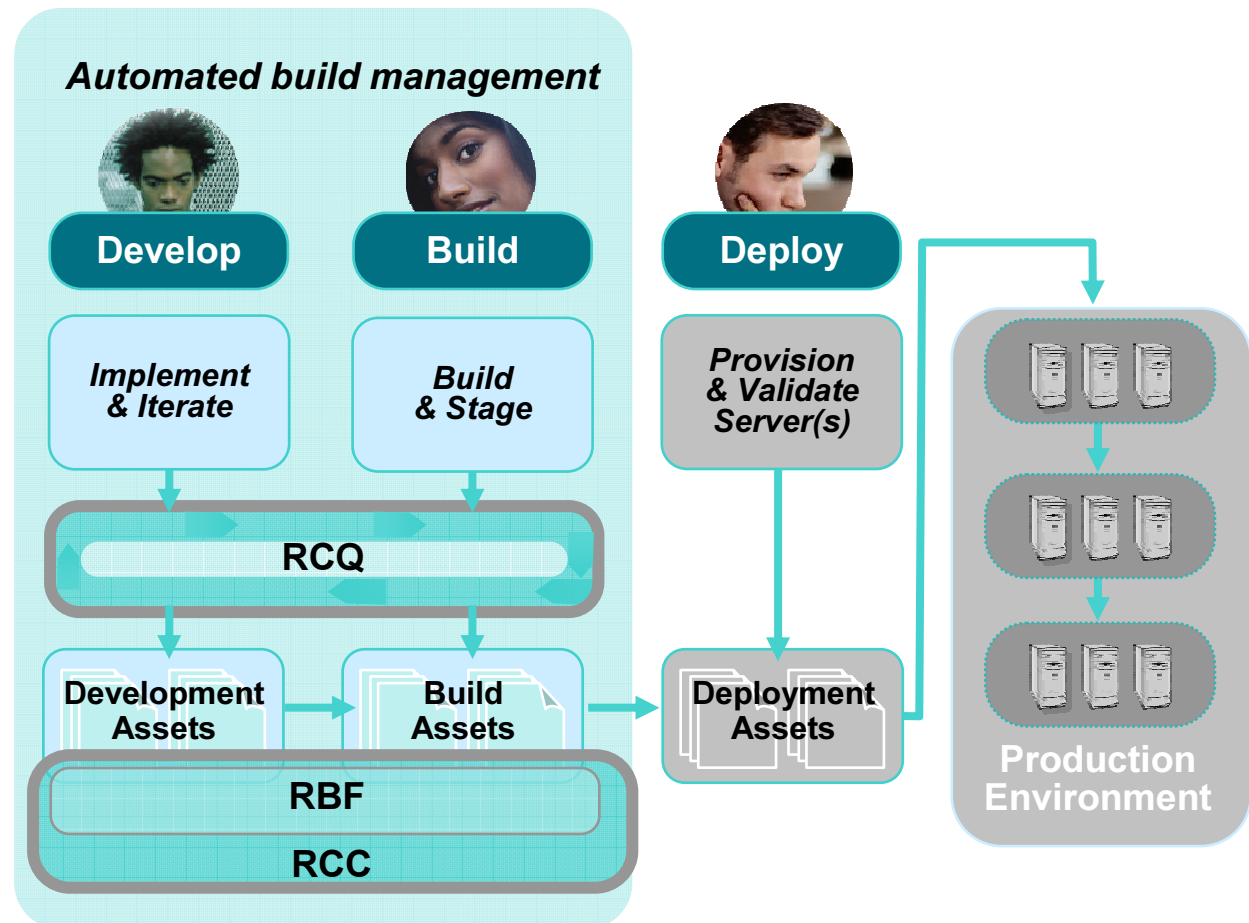 Automated build management
Develop
Build
Deploy
Implement
& Iterate
Build
& Stage
Provision
& Validate
Server(s)
RCQ
Development
Assets
Build
Assets
Deployment
Assets
RBF
RCC
Production
Environment